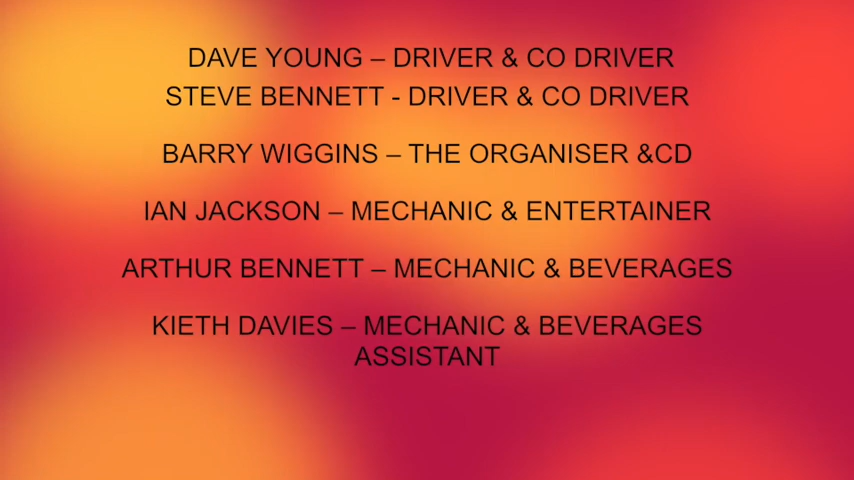 DAVE YOUNG – DRIVER & CO DRIVER
STEVE BENNETT - DRIVER & CO DRIVER
BARRY WIGGINS – THE ORGANISER &CD
IAN JACKSON – MECHANIC & ENTERTAINER
ARTHUR BENNETT – MECHANIC & BEVERAGES
KIETH DAVIES – MECHANIC & BEVERAGES
ASSISTANT